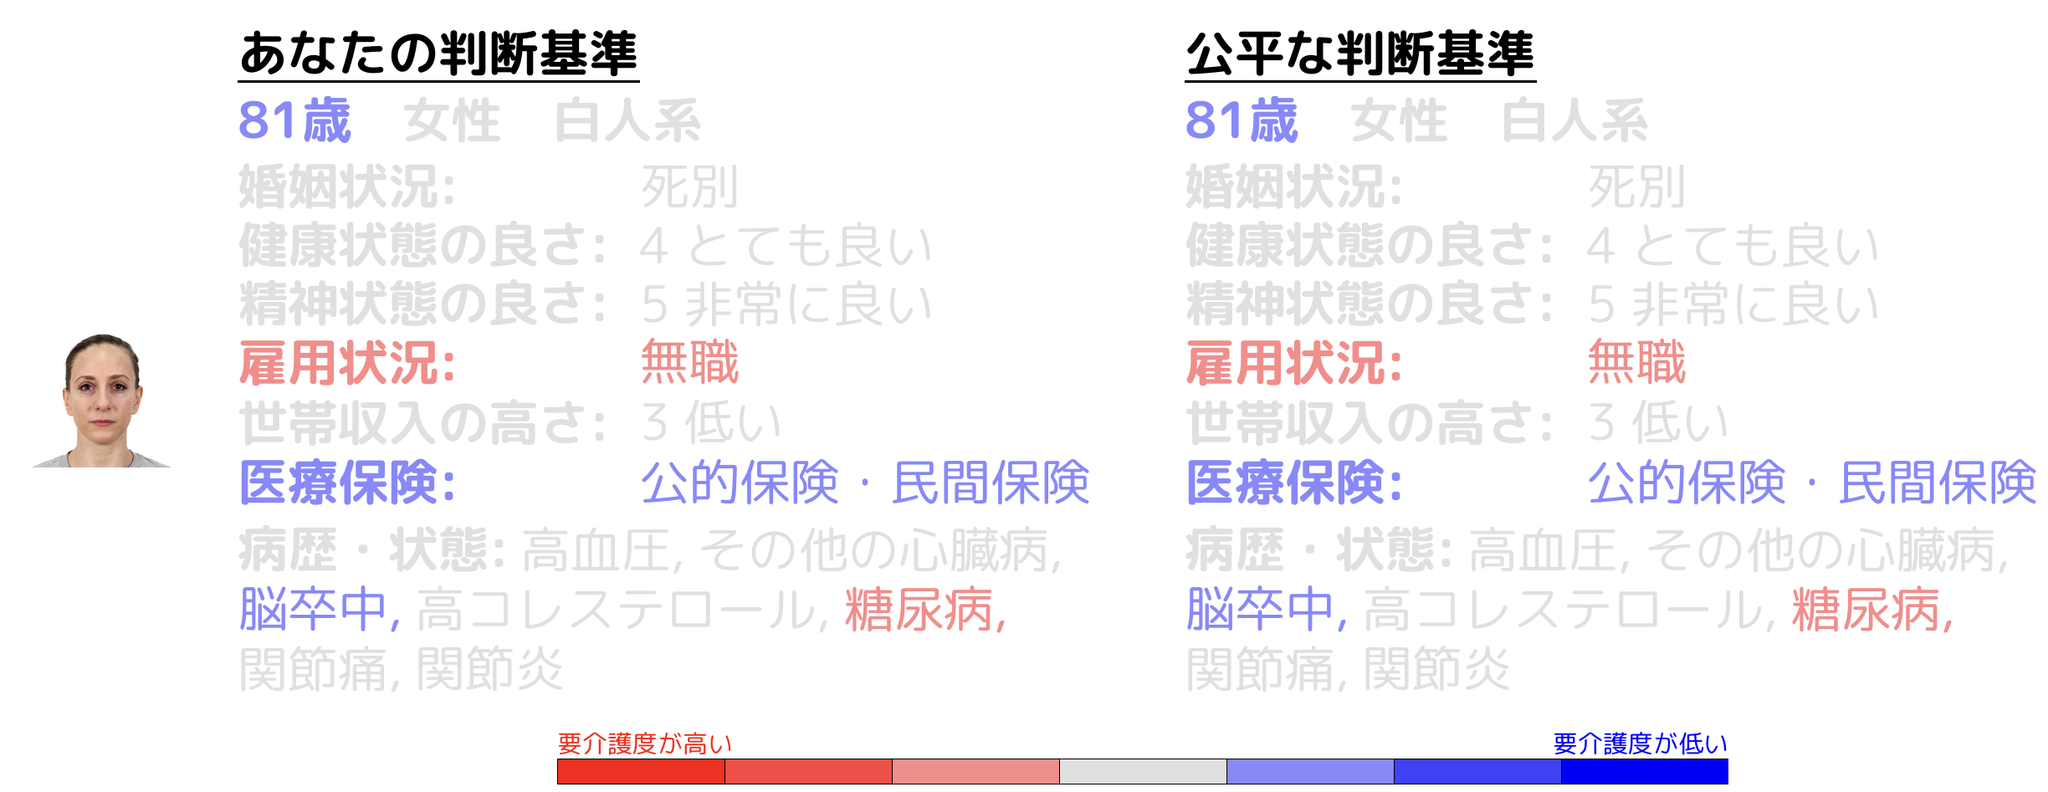 あなたの判断基準
81歳 女性 白人系
婚姻状況: 死別
健康状態の良さ: 4 とても良い
精神状態の良さ: 5 非常に良い
雇用状況: 無職
世帯収入の高さ: 3 低い
医療保険: 公的保険・民間保険
病歴・状態: 高血圧, その他の心臓病,
脳卒中, 高コレステロール, 糖尿病,
関節痛, 関節炎
公平な判断基準
81歳 女性 白人系
婚姻状況: 死別
健康状態の良さ: 4 とても良い
精神状態の良さ: 5 非常に良い
雇用状況: 無職
世帯収入の高さ: 3 低い
医療保険: 公的保険・民間保険
病歴・状態: 高血圧, その他の心臓病,
脳卒中, 高コレステロール, 糖尿病,
関節痛, 関節炎
要介護度が高い
要介護度が低い